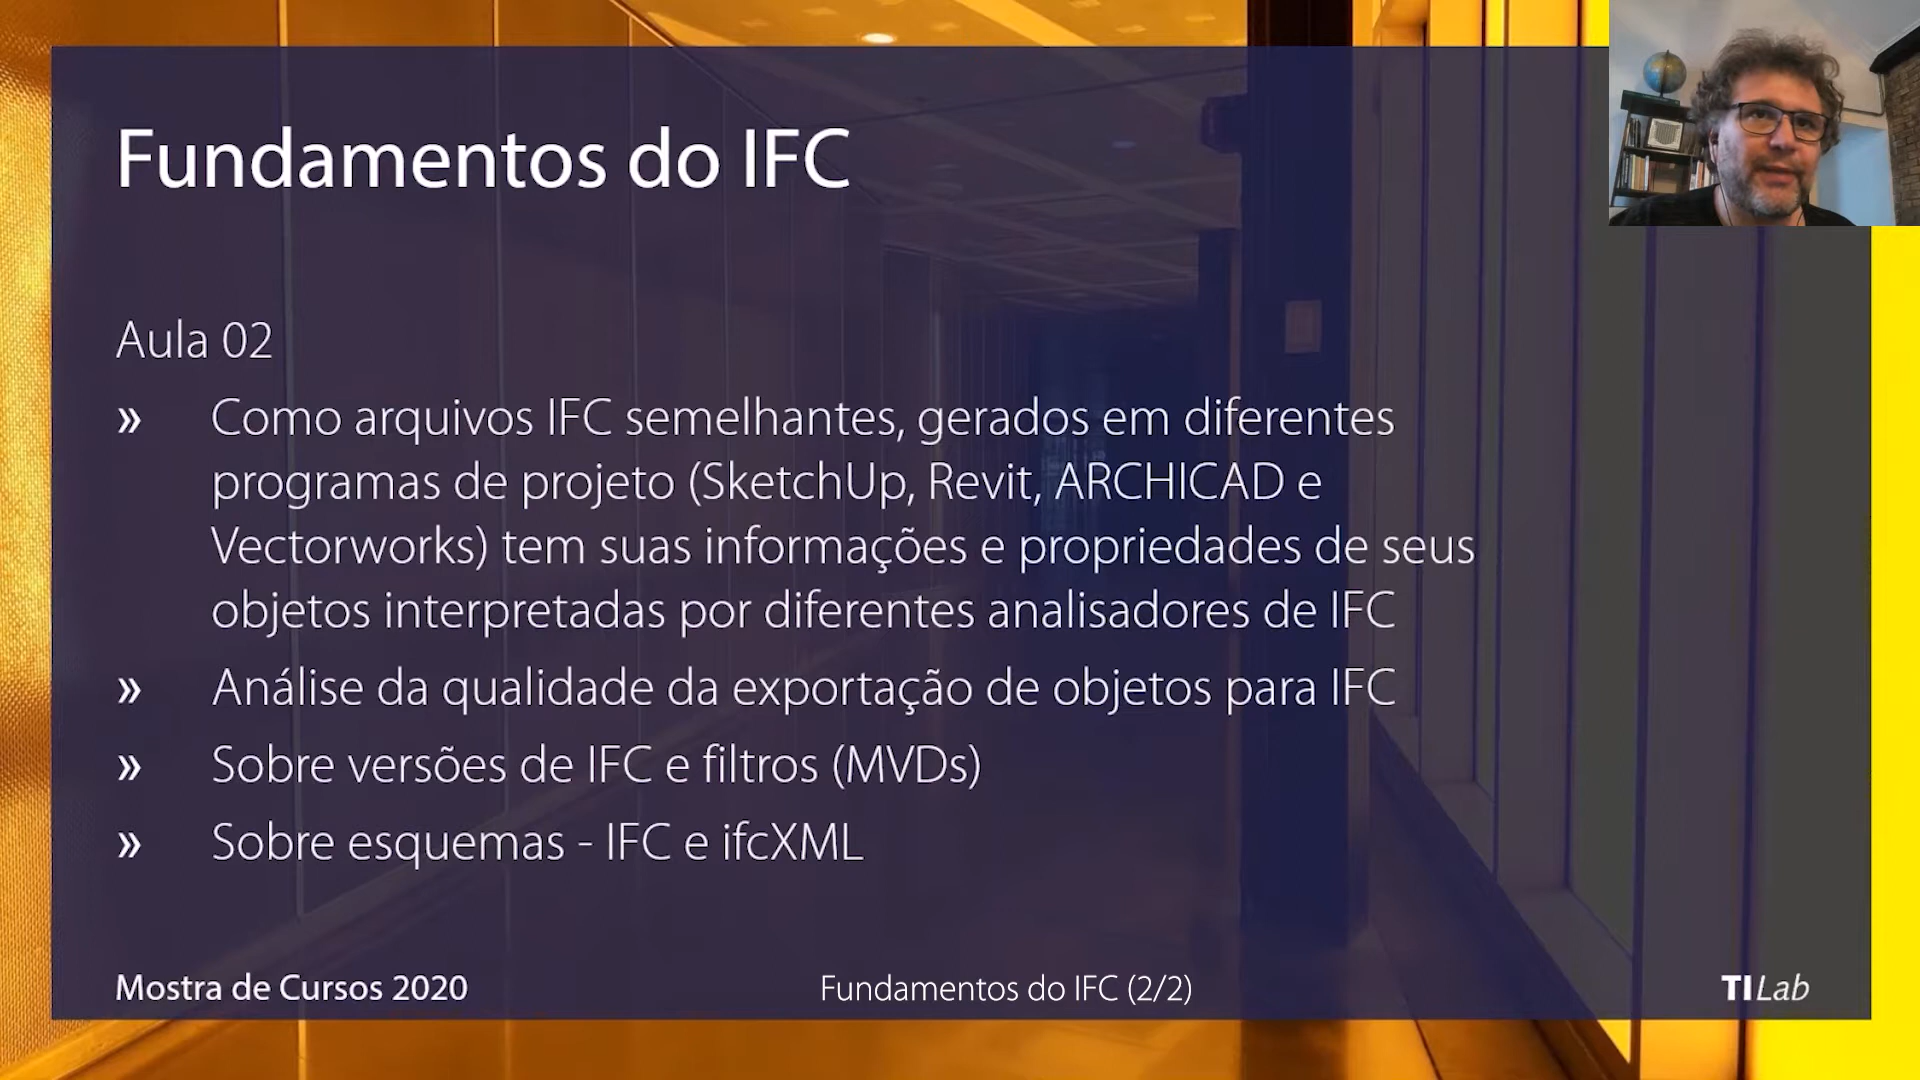 Fundamentos do IFC
Aula 02
» Como arquivos IFC semelhantes, gerados em diferentes
programas de projeto (SketchUp, Revit, ARCHICAD e
Vectorworks) tem suas informações e propriedades de seus
objetos interpretadas por diferentes analisadores de IFC
» Análise da qualidade da exportação de objetos para IFC
» Sobre versões de IFC e filtros (MVDs)
» Sobre esquemas - IFC e ifcXML
Mostra de Cursos 2020
Fundamentos do IFC (2/2)
TI Lab